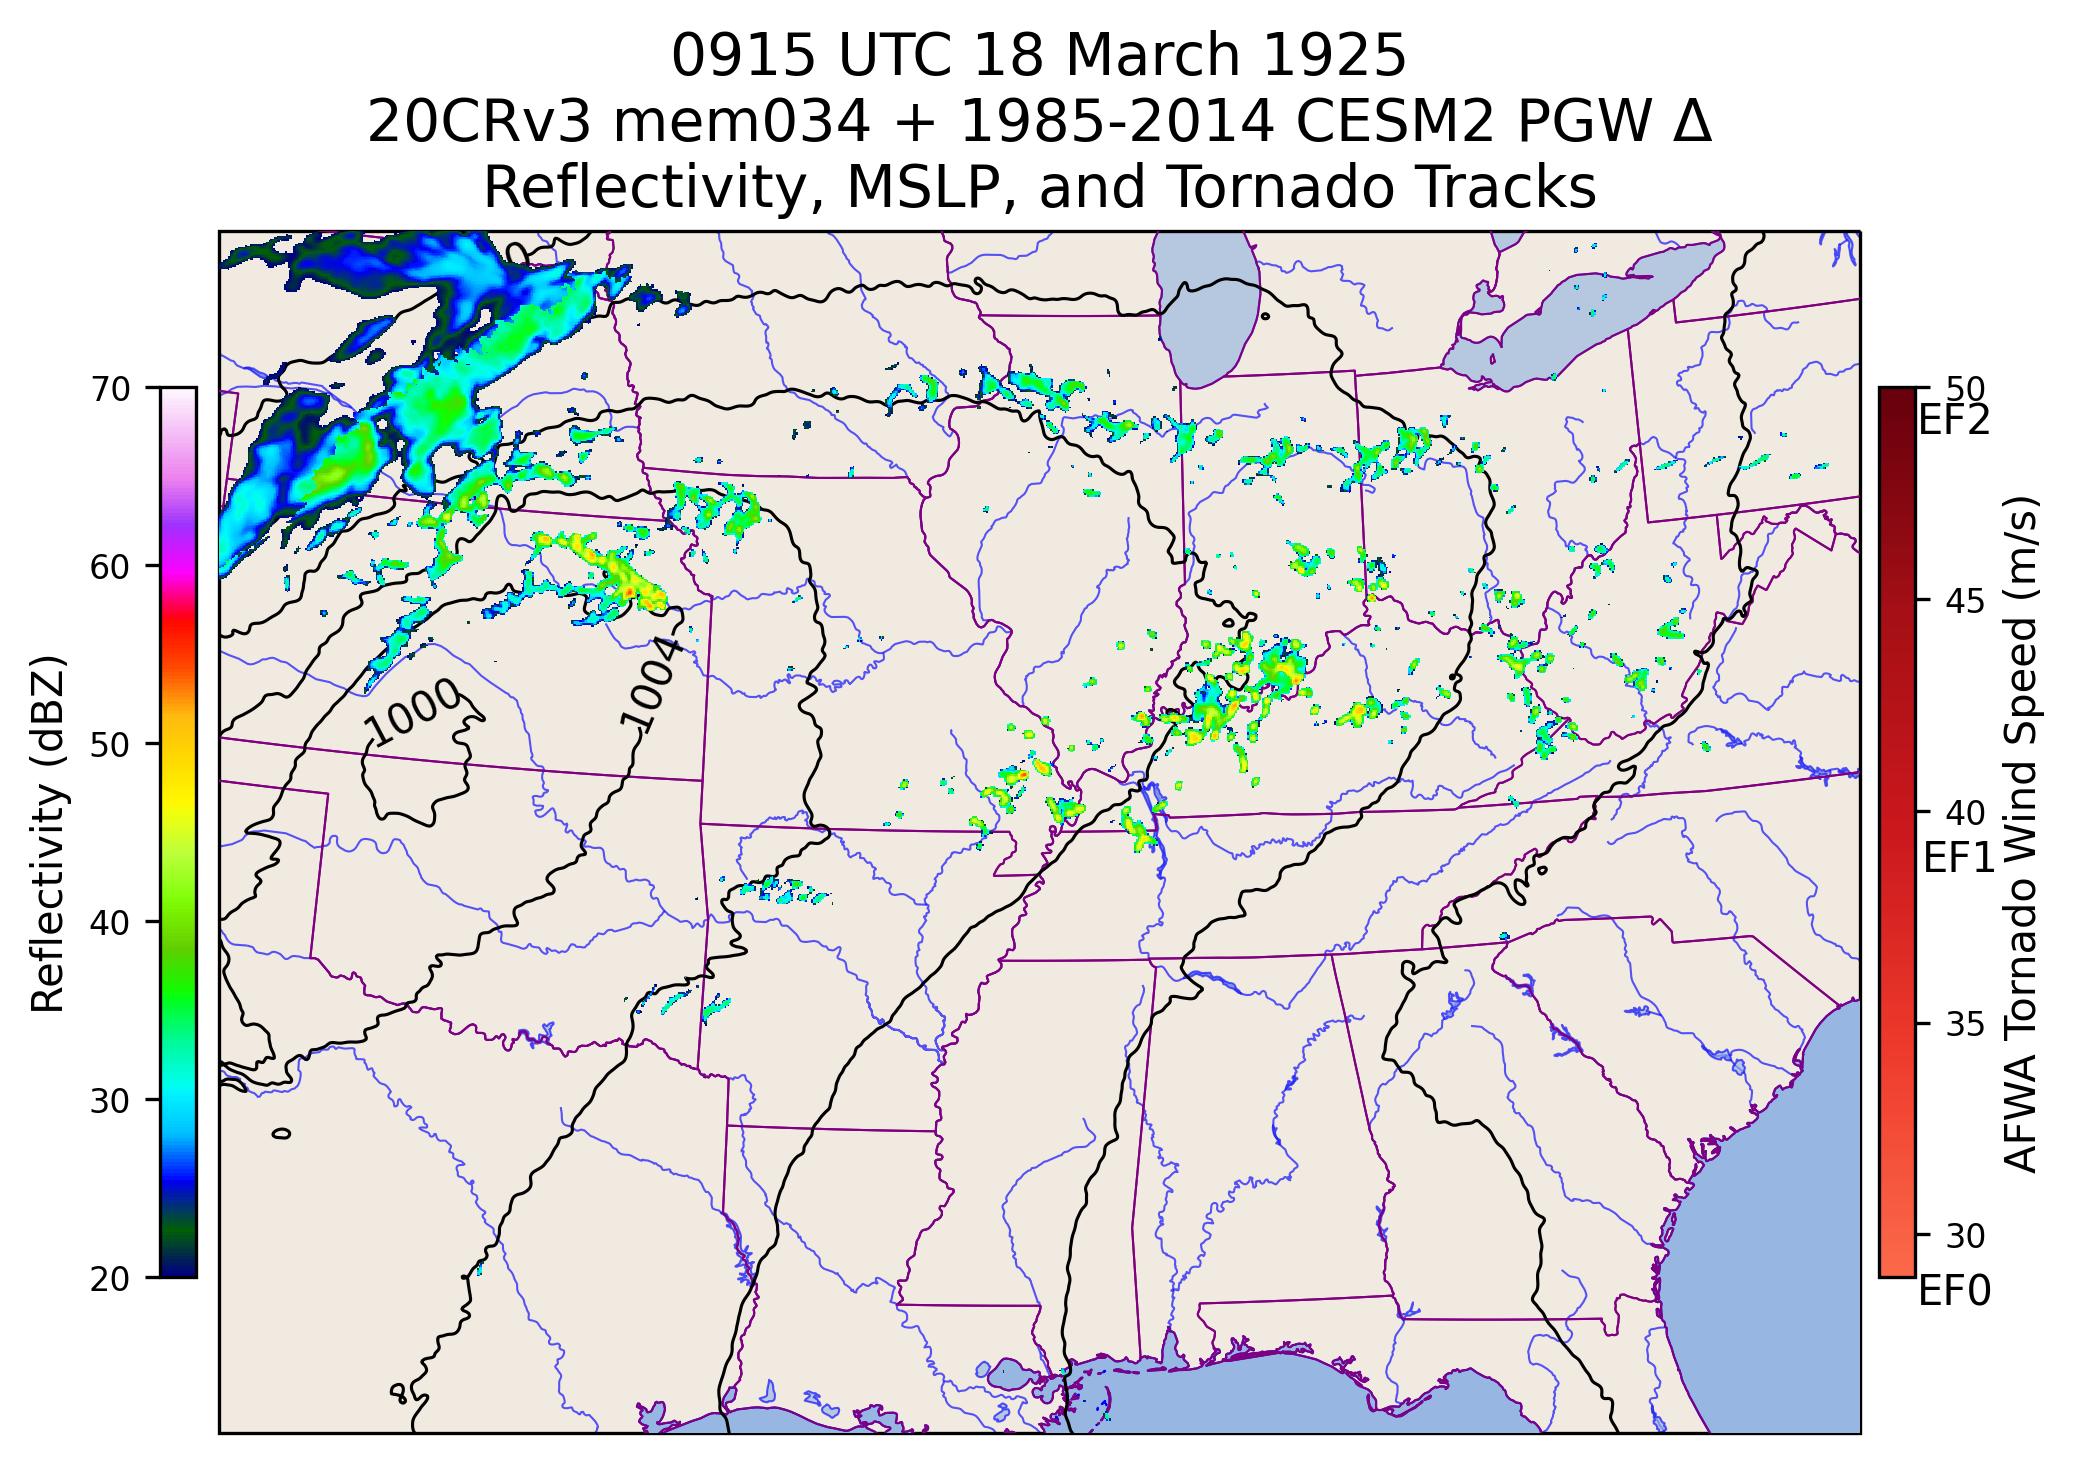 0915 UTC 18 March 1925
20CRv3 mem034 + 1985-2014 CESM2 PGW Δ
Reflectivity, MSLP, and Tornado Tracks
Reflectivity (dBZ)
70
60
50
40
30
20
1000
1004
50
EF2
45
40
EF1
35
30
EF0
AFWA Tornado Wind Speed (m/s)